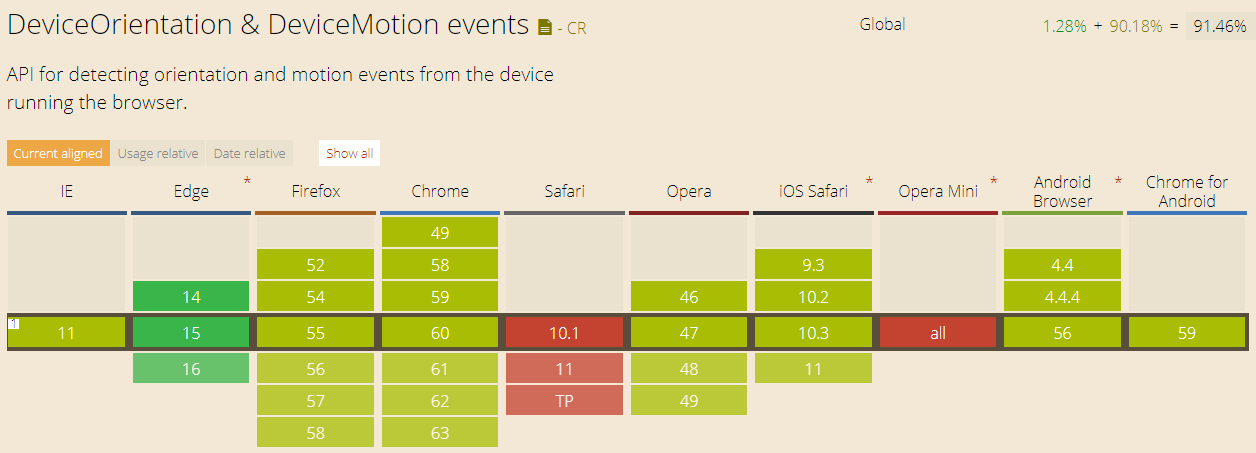 DeviceOrientation & DeviceMotion events - CR
Global
1.28% + 90.18% = 91.46%
API for detecting orientation and motion events from the device
running the browser.
Current aligned Usage relative Date relative Show all
IE Edge * Firefox Chrome Safari Opera iOS Safari * Opera Mini * Android Browser * Chrome for Android
49
52 58 9.3 4.4
14 54 59 46 10.2 4.4.4
1 11 15 55 60 10.1 47 10.3 all 56 59
16 56 61 11 48 11
57 62 TP 49
58 63